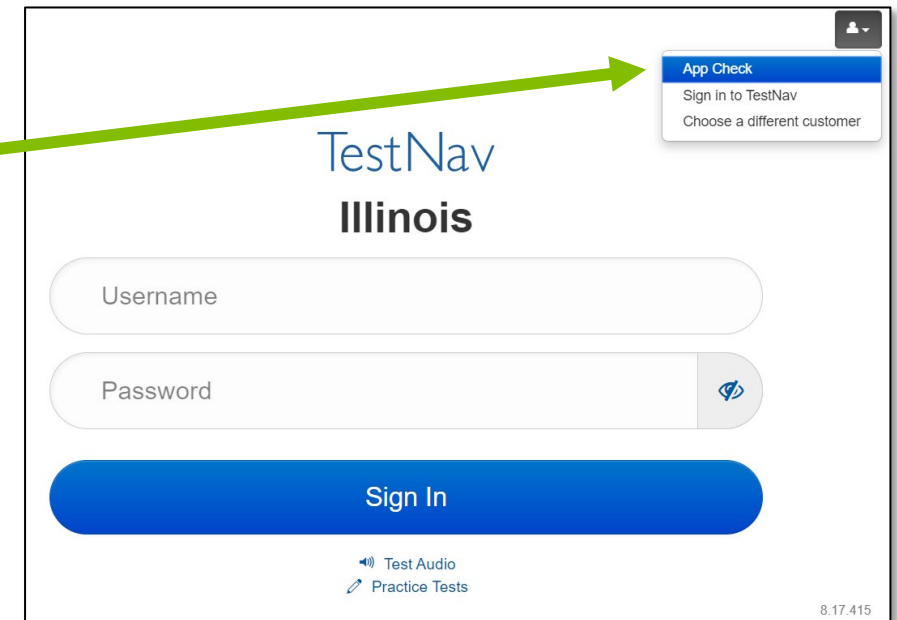 App Check
Sign in to TestNav
Choose a different customer
TestNav
Illinois
Username
Password
Sign In
Test Audio
Practice Tests
8.17.415